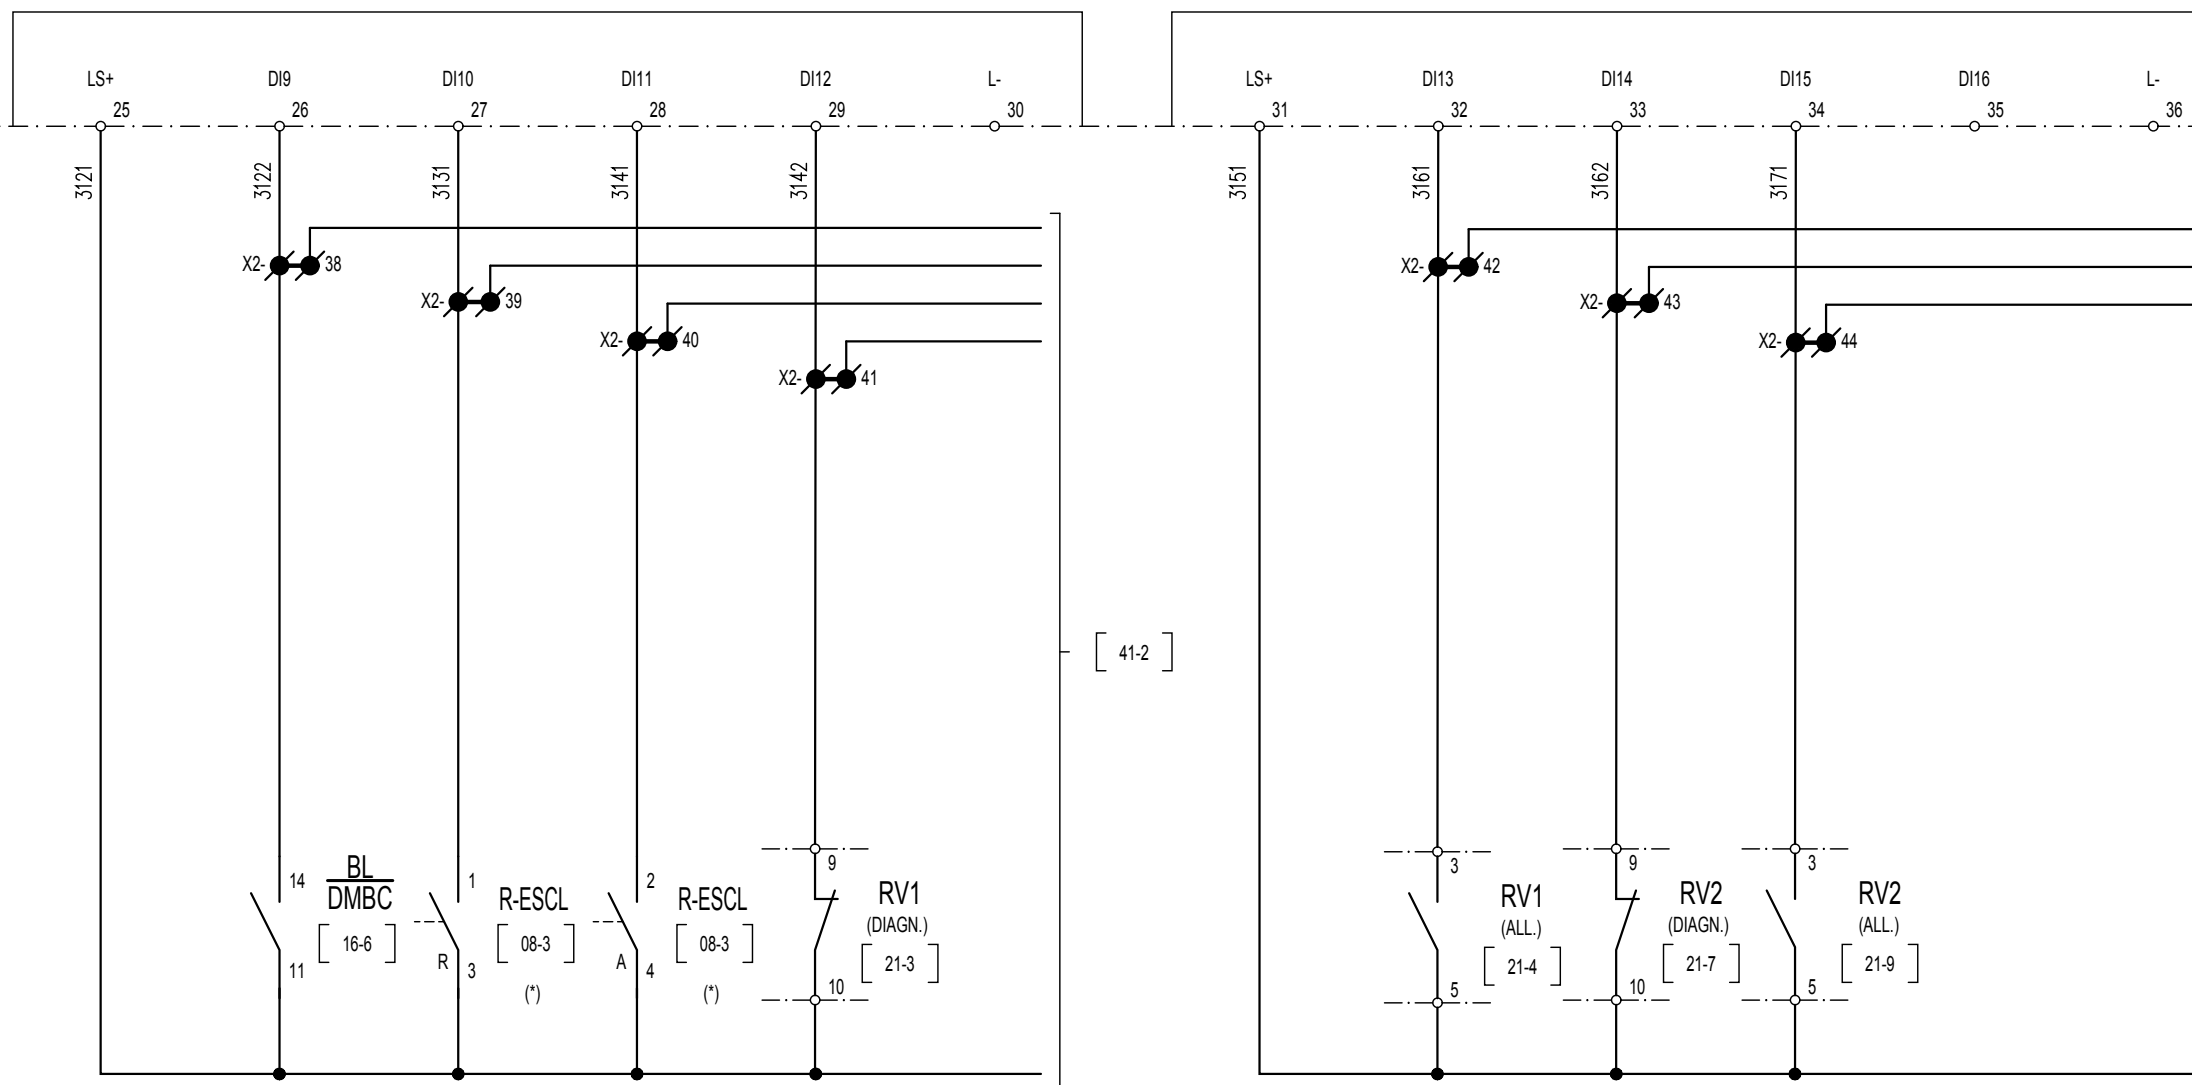 LS+ DI9 DI10 DI11 DI12 L- LS+ DI13 DI14 DI15 DI16 L-
25 26 27 28 29 30 31 32 33 34 35 36
3121 3122 3131 3141 3142 3151 3161 3162 3171
X2- 38 X2- 42
X2- 39 X2- 43
X2- 40 X2- 44
X2- 41
41-2
9 3 9 3
14 BL 1 2
DMBC R-ESCL R-ESCL RV1 RV1 RV2 RV2
(DIAGN.) (ALL.) (DIAGN.) (ALL.)
16-6 08-3 08-3 21-3 21-4 21-7 21-9
11 R 3 A 4
(*) (*) 10 5 10 5